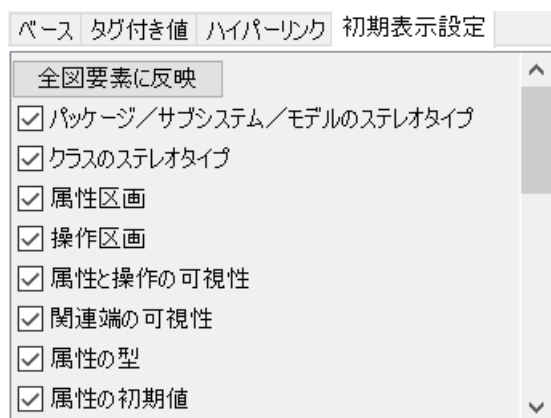 ベース タグ付き値 ハイパーリンク 初期表示設定
全図要素に反映
パッケージ／サブシステム／モデルのステレオタイプ
クラスのステレオタイプ
属性区画
操作区画
属性と操作の可視性
関連端の可視性
属性の型
属性の初期値